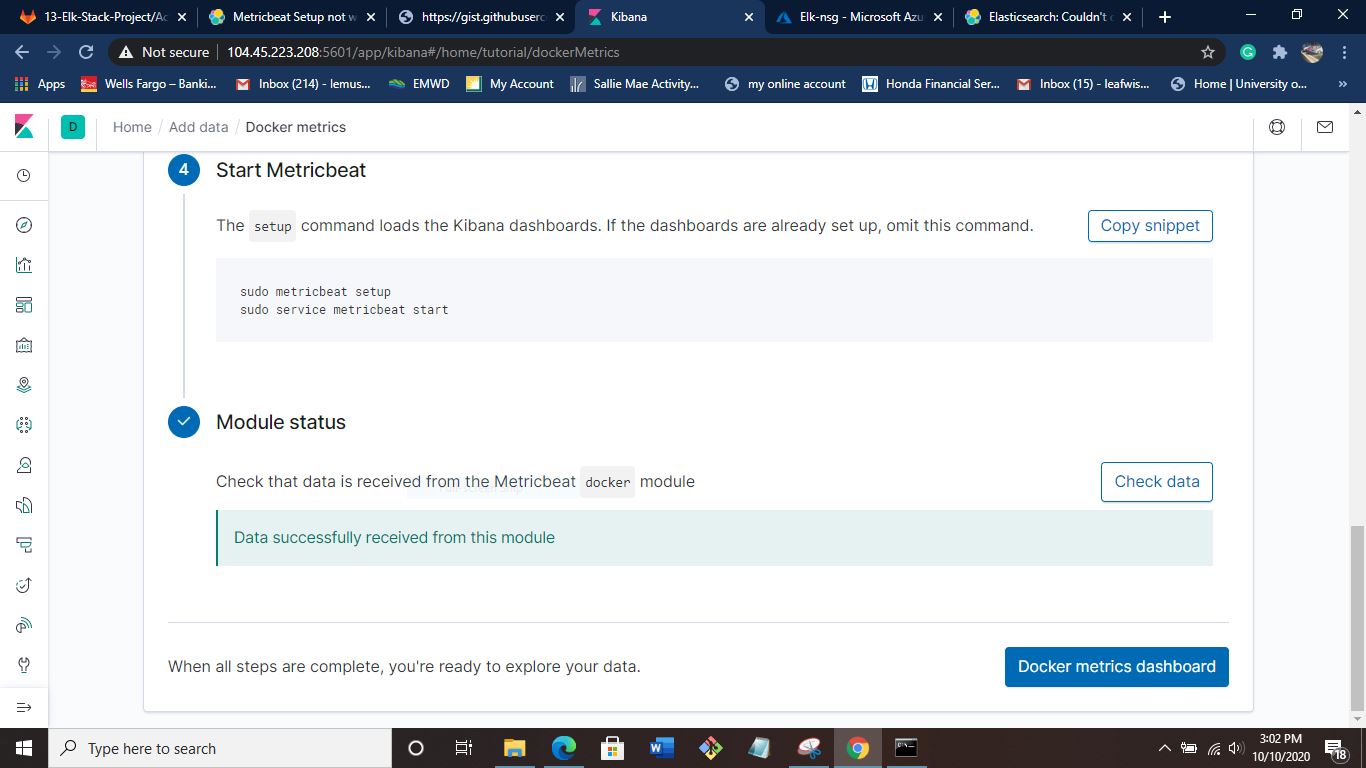 13-Elk-Stack-Project/Ac
Metricbeat Setup not w
https://gist.githubuserc
Kibana
Elk-nsg - Microsoft Azu
Elasticsearch: Couldn't c
Not secure
104.45.223.208:5601/app/kibana#/home/tutorial/dockerMetrics
Apps
Wells Fargo – Banki...
Inbox (214) - lemus...
EMWD
My Account
Sallie Mae Activity...
my online account
Honda Financial Ser...
Inbox (15) - leafwis...
Home | University o...
»
D
Home / Add data / Docker metrics
4
Start Metricbeat
The setup command loads the Kibana dashboards. If the dashboards are already set up, omit this command.
Copy snippet
sudo metricbeat setup
sudo service metricbeat start
Module status
Check that data is received from the Metricbeat docker module
Check data
Data successfully received from this module
When all steps are complete, you're ready to explore your data.
Docker metrics dashboard
Type here to search
3:02 PM
10/10/2020
18